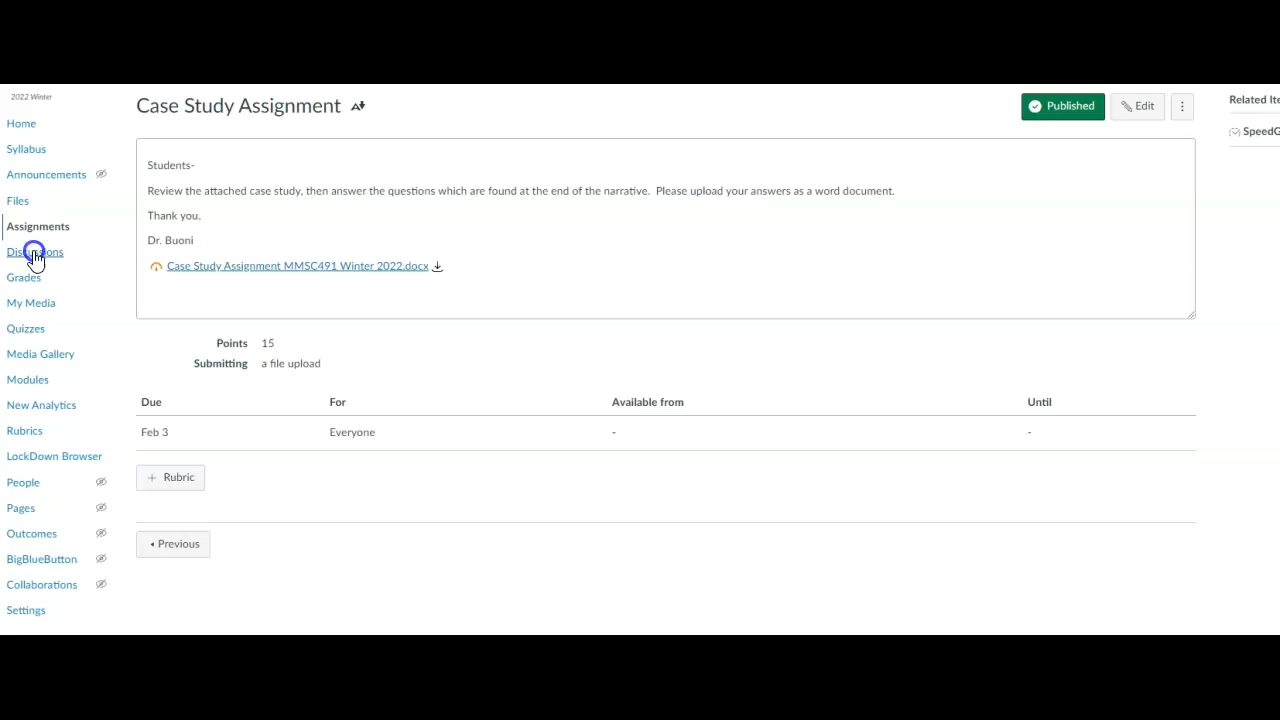 2022 Winter
Home
Syllabus
Announcements
Files
Assignments
Discussions
Grades
My Media
Quizzes
Media Gallery
Modules
New Analytics
Rubrics
LockDown Browser
People
Pages
Outcomes
BigBlueButton
Collaborations
Settings
Case Study Assignment
Published
Edit
Students-
Review the attached case study, then answer the questions which are found at the end of the narrative. Please upload your answers as a word document.
Thank you,
Dr. Buoni
Case Study Assignment MMSC491 Winter 2022.docx
Points 15
Submitting a file upload
Due For Available from Until
Feb 3 Everyone - -
+ Rubric
Previous
Related Ite
SpeedG